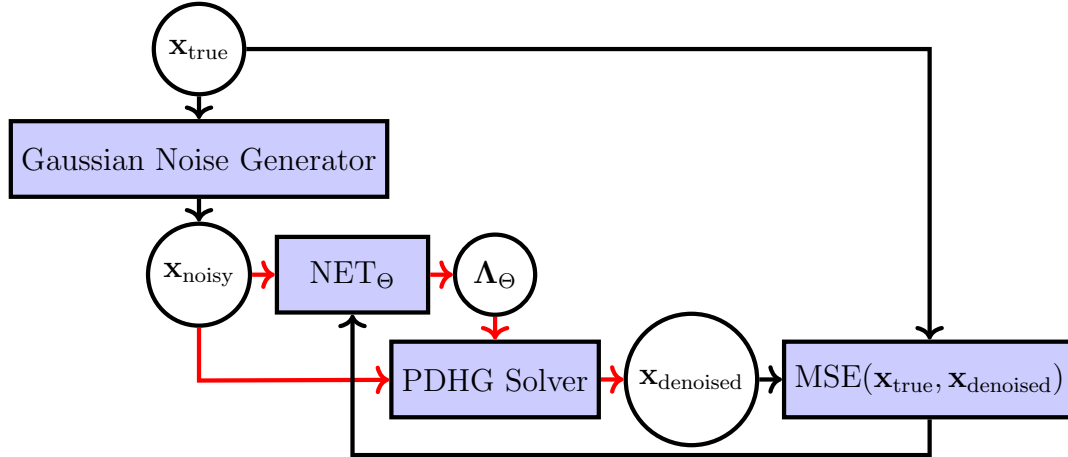 x_true
Gaussian Noise Generator
x_noisy
NET_Θ
Λ_Θ
PDHG Solver
x_denoised
MSE(x_true, x_denoised)